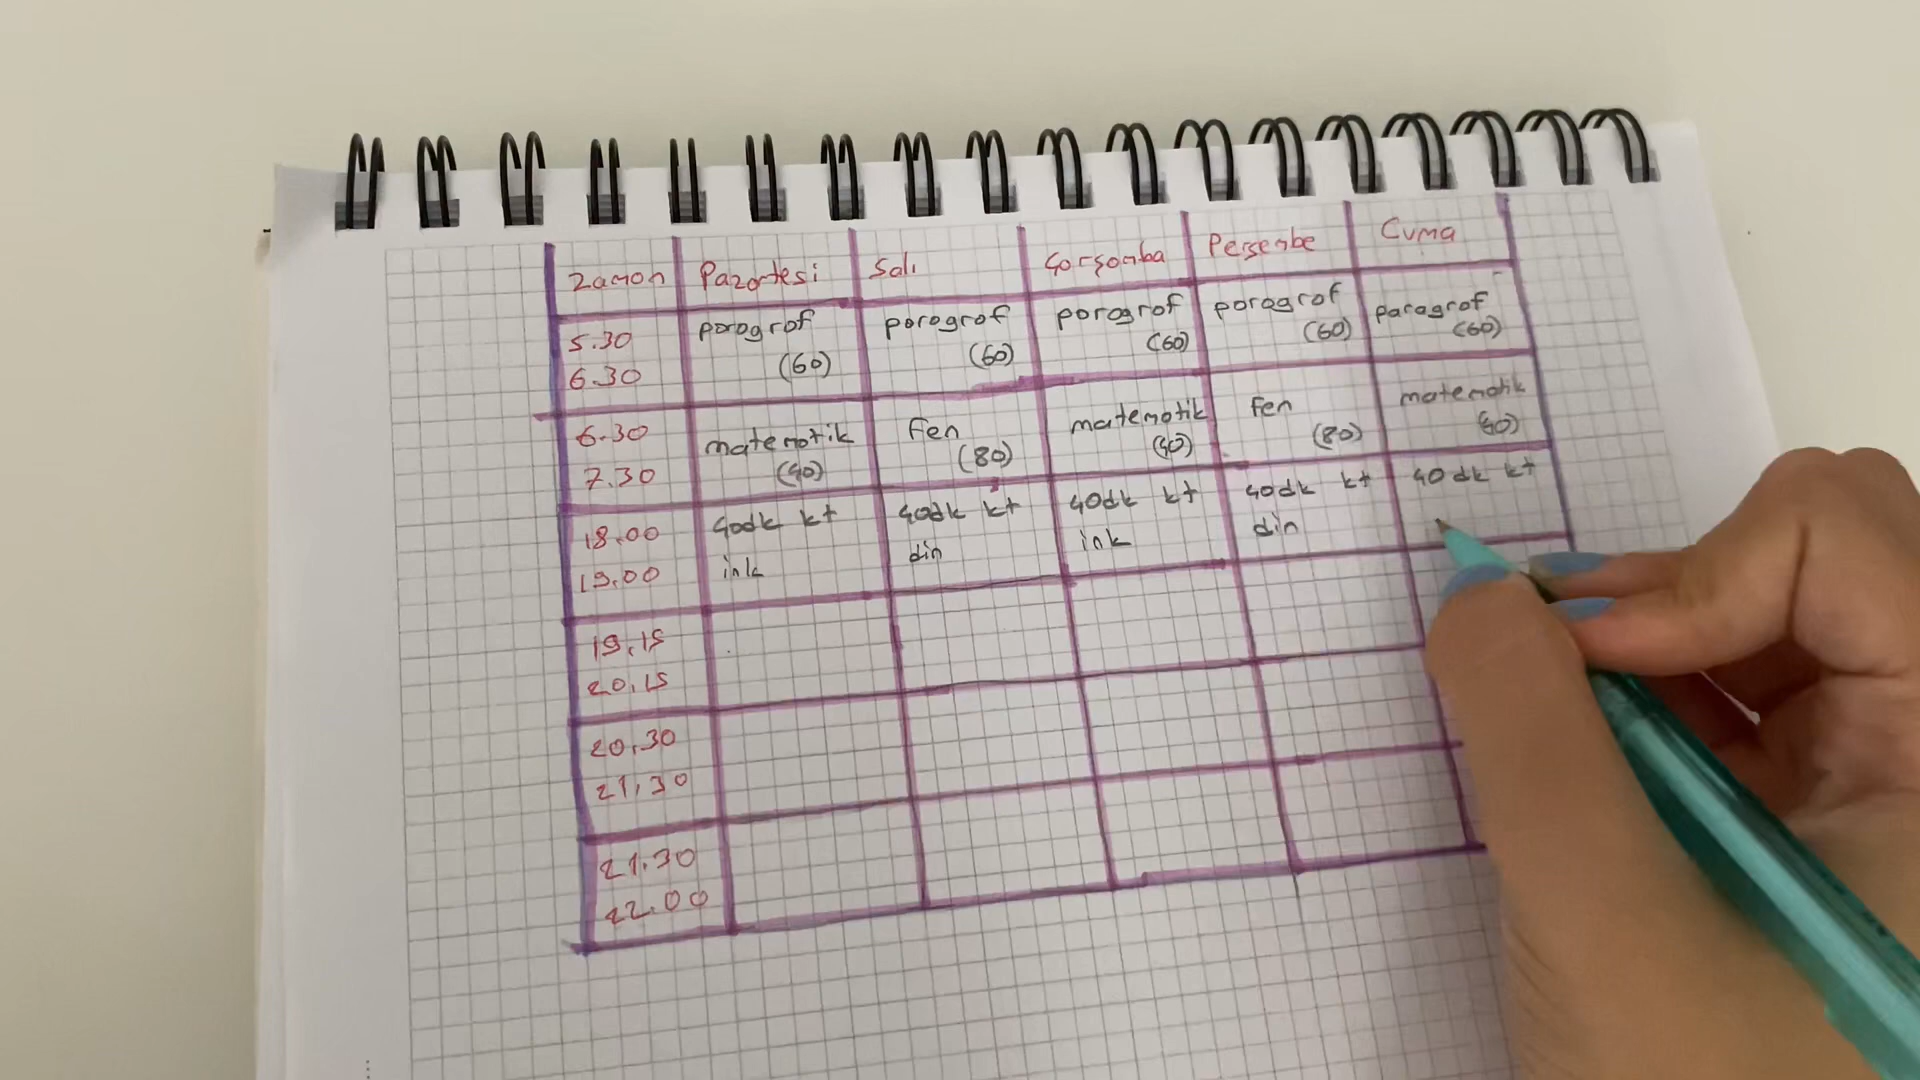 Zaman Pazartesi Salı Çarşamba Perşembe Cuma
5.30 paragraf paragraf paragraf paragraf paragraf
6.30 (60) (60) (60) (60) (60)
6.30 matematik Fen matematik Fen matematik
7.30 (40) (80) (40) (80) (40)
18.00 40dk kt 40dk kt 40dk kt 40dk kt 40dk kt
19.00 ink din ink din
19.15
20.15
20.30
21.30
21.30
22.00